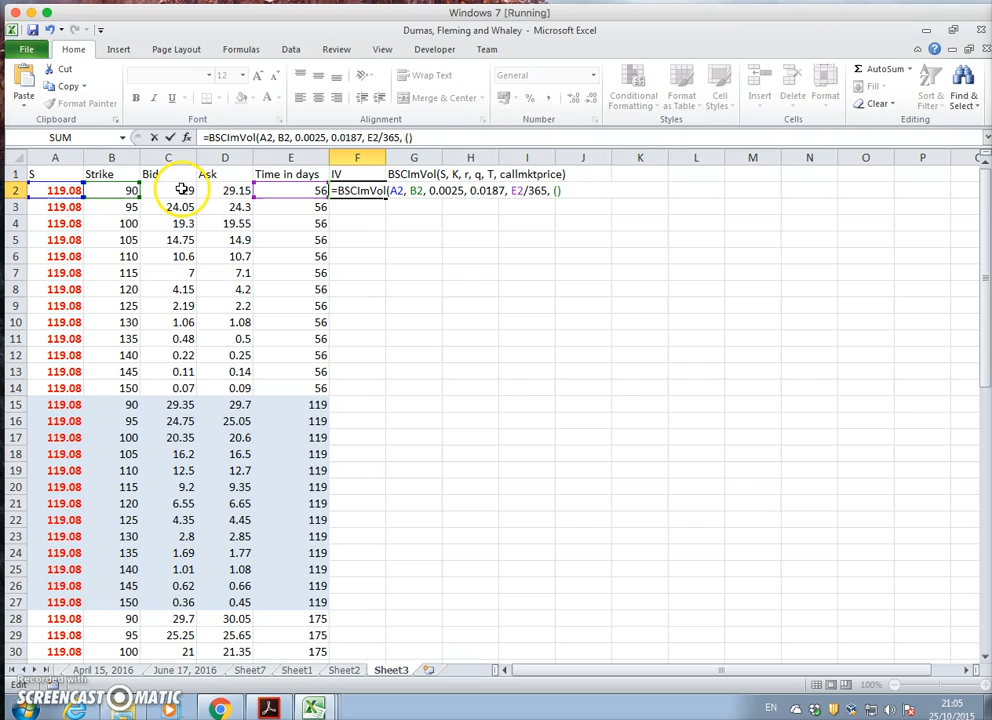 Windows 7 [Running]
Dumas, Fleming and Whaley - Microsoft Excel
File Home Insert Page Layout Formulas Data Review View Developer Team
Paste Cut Copy Format Painter Clipboard
12 A A B I U A Font
Wrap Text Merge & Center Alignment
General % , Number
Conditional Formatting Format as Table Cell Styles Styles
Insert Delete Format Cells
AutoSum Fill Clear Sort & Filter Find & Select Editing
SUM fx =BSCImVol(A2, B2, 0.0025, 0.0187, E2/365, ()
A B C D E F G H I J K L M N O P
1 S Strike Bid Ask Time in days IV BSCImVol(S, K, r, q, T, callmktprice)
2 119.08 90 29 29.15 56 =BSCImVol(A2, B2, 0.0025, 0.0187, E2/365, ()
3 119.08 95 24.05 24.3 56
4 119.08 100 19.3 19.55 56
5 119.08 105 14.75 14.9 56
6 119.08 110 10.6 10.7 56
7 119.08 115 7 7.1 56
8 119.08 120 4.15 4.2 56
9 119.08 125 2.19 2.2 56
10 119.08 130 1.06 1.08 56
11 119.08 135 0.48 0.5 56
12 119.08 140 0.22 0.25 56
13 119.08 145 0.11 0.14 56
14 119.08 150 0.07 0.09 56
15 119.08 90 29.35 29.7 119
16 119.08 95 24.75 25.05 119
17 119.08 100 20.35 20.6 119
18 119.08 105 16.2 16.5 119
19 119.08 110 12.5 12.7 119
20 119.08 115 9.2 9.35 119
21 119.08 120 6.55 6.65 119
22 119.08 125 4.35 4.45 119
23 119.08 130 2.8 2.85 119
24 119.08 135 1.69 1.77 119
25 119.08 140 1.01 1.08 119
26 119.08 145 0.62 0.66 119
27 119.08 150 0.36 0.45 119
28 119.08 90 29.7 30.05 175
29 119.08 95 25.25 25.65 175
30 119.08 100 21 21.35 175
April 15, 2016 June 17, 2016 Sheet7 Sheet1 Sheet2 Sheet3
Edit 100%
RECORDED WITH
SCREENCAST-O-MATIC
EN 21:05
25/10/2015